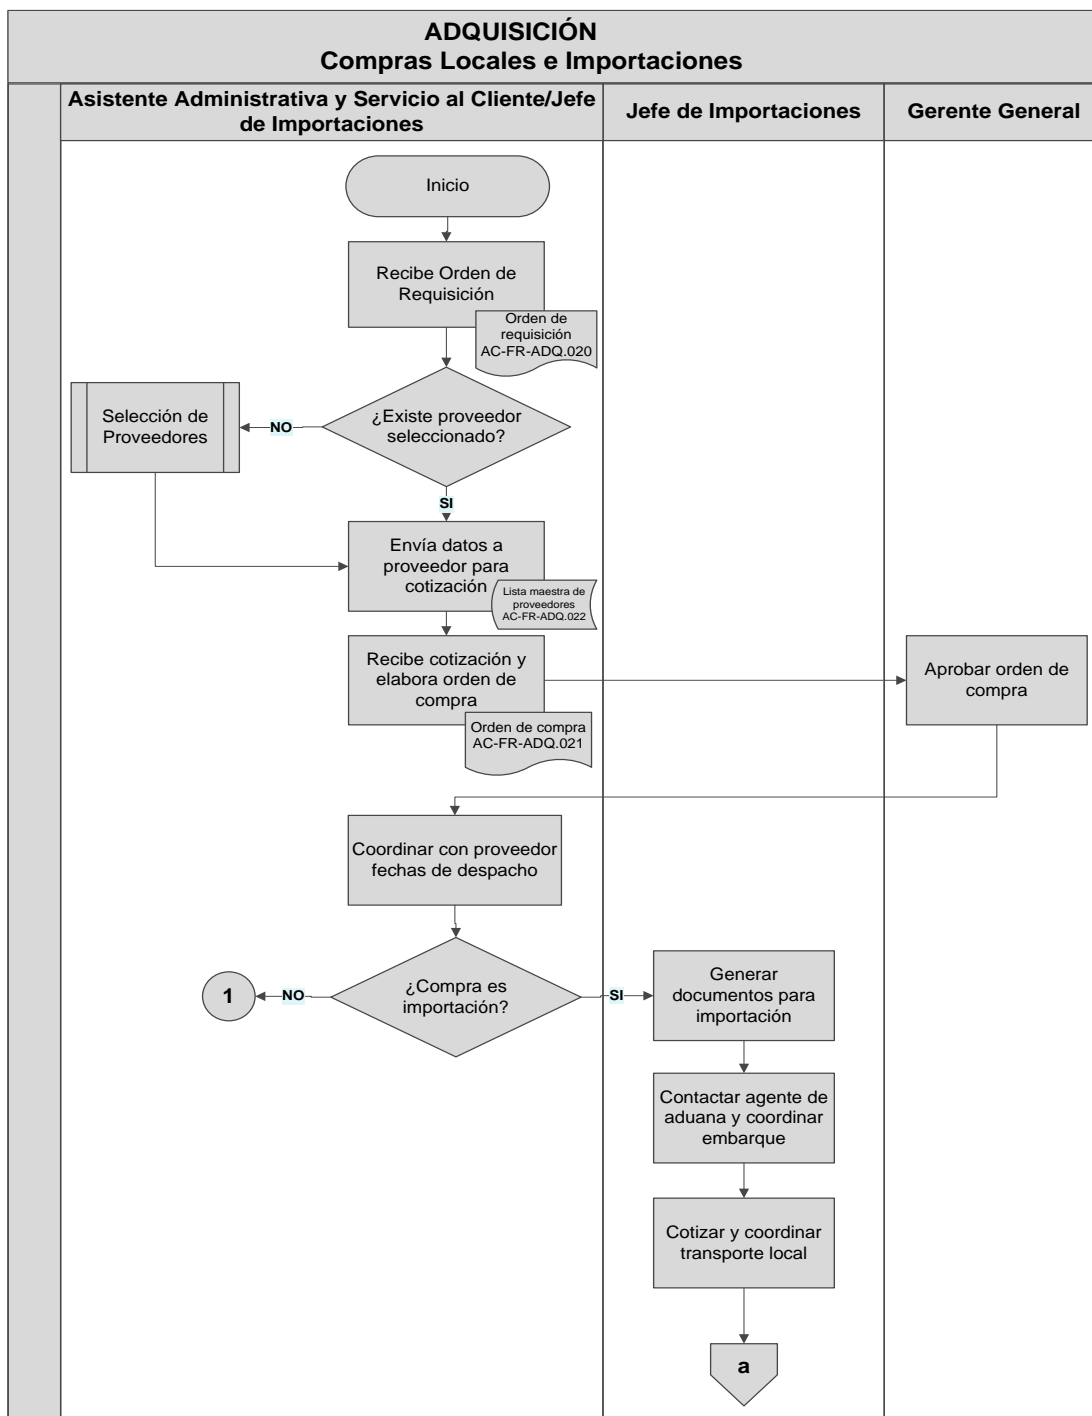 ADQUISICIÓN
Compras Locales e Importaciones
Asistente Administrativa y Servicio al Cliente/Jefe
de Importaciones
Jefe de Importaciones
Gerente General
Inicio
Recibe Orden de
Requisición
Orden de
requisición
AC-FR-ADQ.020
¿Existe proveedor
seleccionado?
NO
Selección de
Proveedores
SI
Envía datos a
proveedor para
cotización
Lista maestra de
proveedores
AC-FR-ADQ.022
Recibe cotización y
elabora orden de
compra
Orden de compra
AC-FR-ADQ.021
Aprobar orden de
compra
Coordinar con proveedor
fechas de despacho
¿Compra es
importación?
NO
1
SI
Generar
documentos para
importación
Contactar agente de
aduana y coordinar
embarque
Cotizar y coordinar
transporte local
a